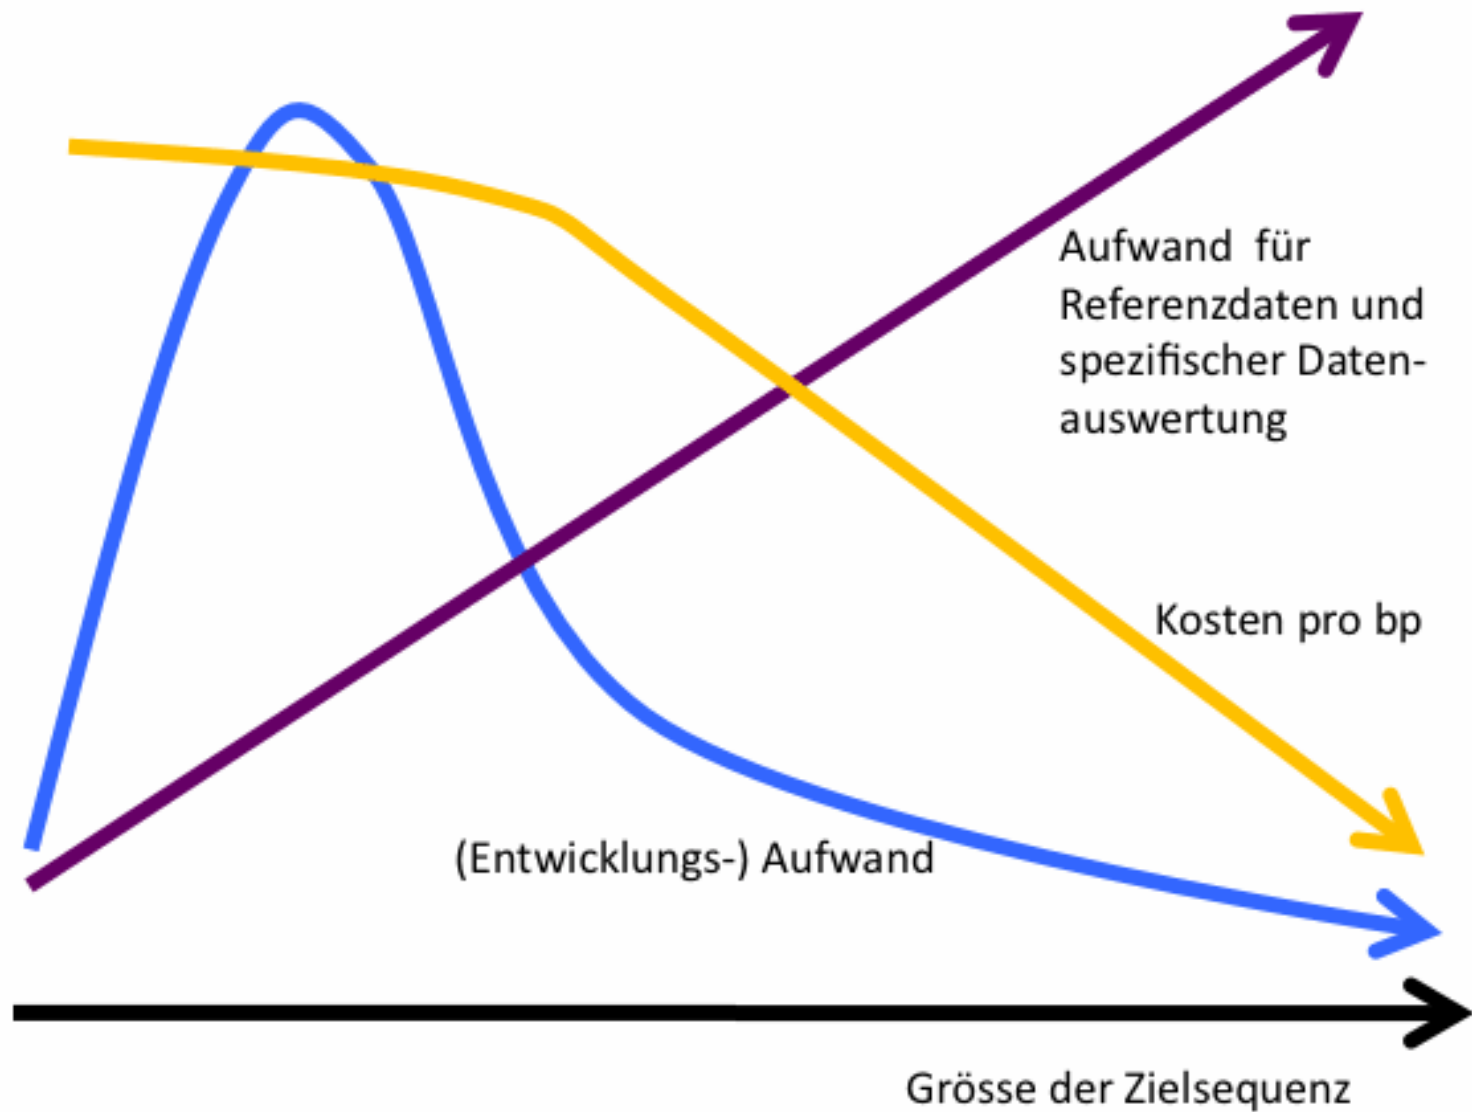 Aufwand für
Referenzdaten und
spezifischer Daten-
auswertung
Kosten pro bp
(Entwicklungs-) Aufwand
Grösse der Zielsequenz